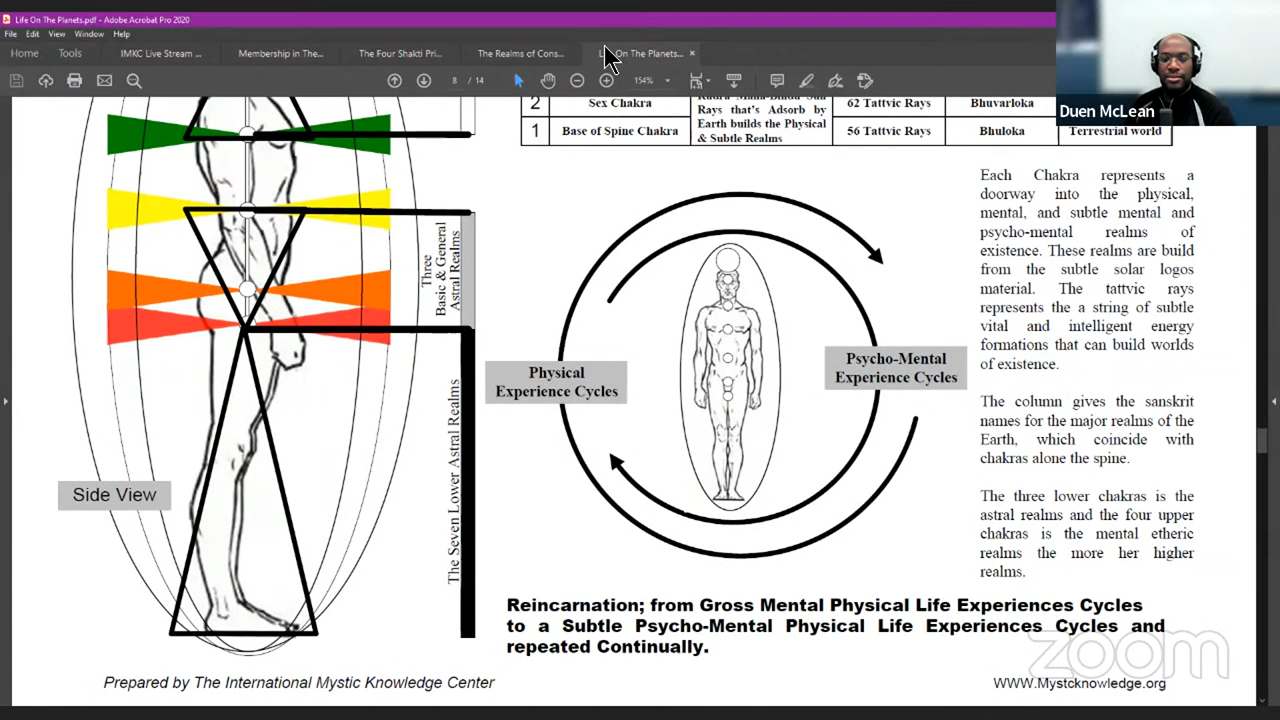 Life On The Planets.pdf - Adobe Acrobat Pro 2020
File Edit View Window Help
Home Tools IMKC Live Stream ... Membership in The... The Four Shakti Pri... The Realms of Cons... On The Planets... ×
8 / 14 154%
Duen McLean
2 Sex Chakra 62 Tattvic Rays Bhuvarloka
Rays that's Adsorb by
1 Base of Spine Chakra Earth builds the Physical 56 Tattvic Rays Bhuloka Terrestrial world
& Subtle Realms
Three
Basic & General
Astral Realms
The Seven Lower Astral Realms
Side View
Physical
Experience Cycles
Psycho-Mental
Experience Cycles
Each Chakra represents a
doorway into the physical,
mental, and subtle mental and
psycho-mental realms of
existence. These realms are build
from the subtle solar logos
material. The tattvic rays
represents the a string of subtle
vital and intelligent energy
formations that can build worlds
of existence.
The column gives the sanskrit
names for the major realms of the
Earth, which coincide with
chakras alone the spine.
The three lower chakras is the
astral realms and the four upper
chakras is the mental etheric
realms the more her higher
realms.
Reincarnation; from Gross Mental Physical Life Experiences Cycles
to a Subtle Psycho-Mental Physical Life Experiences Cycles and
repeated Continually.
zoom
Prepared by The International Mystic Knowledge Center
WWW.Mystcknowledge.org